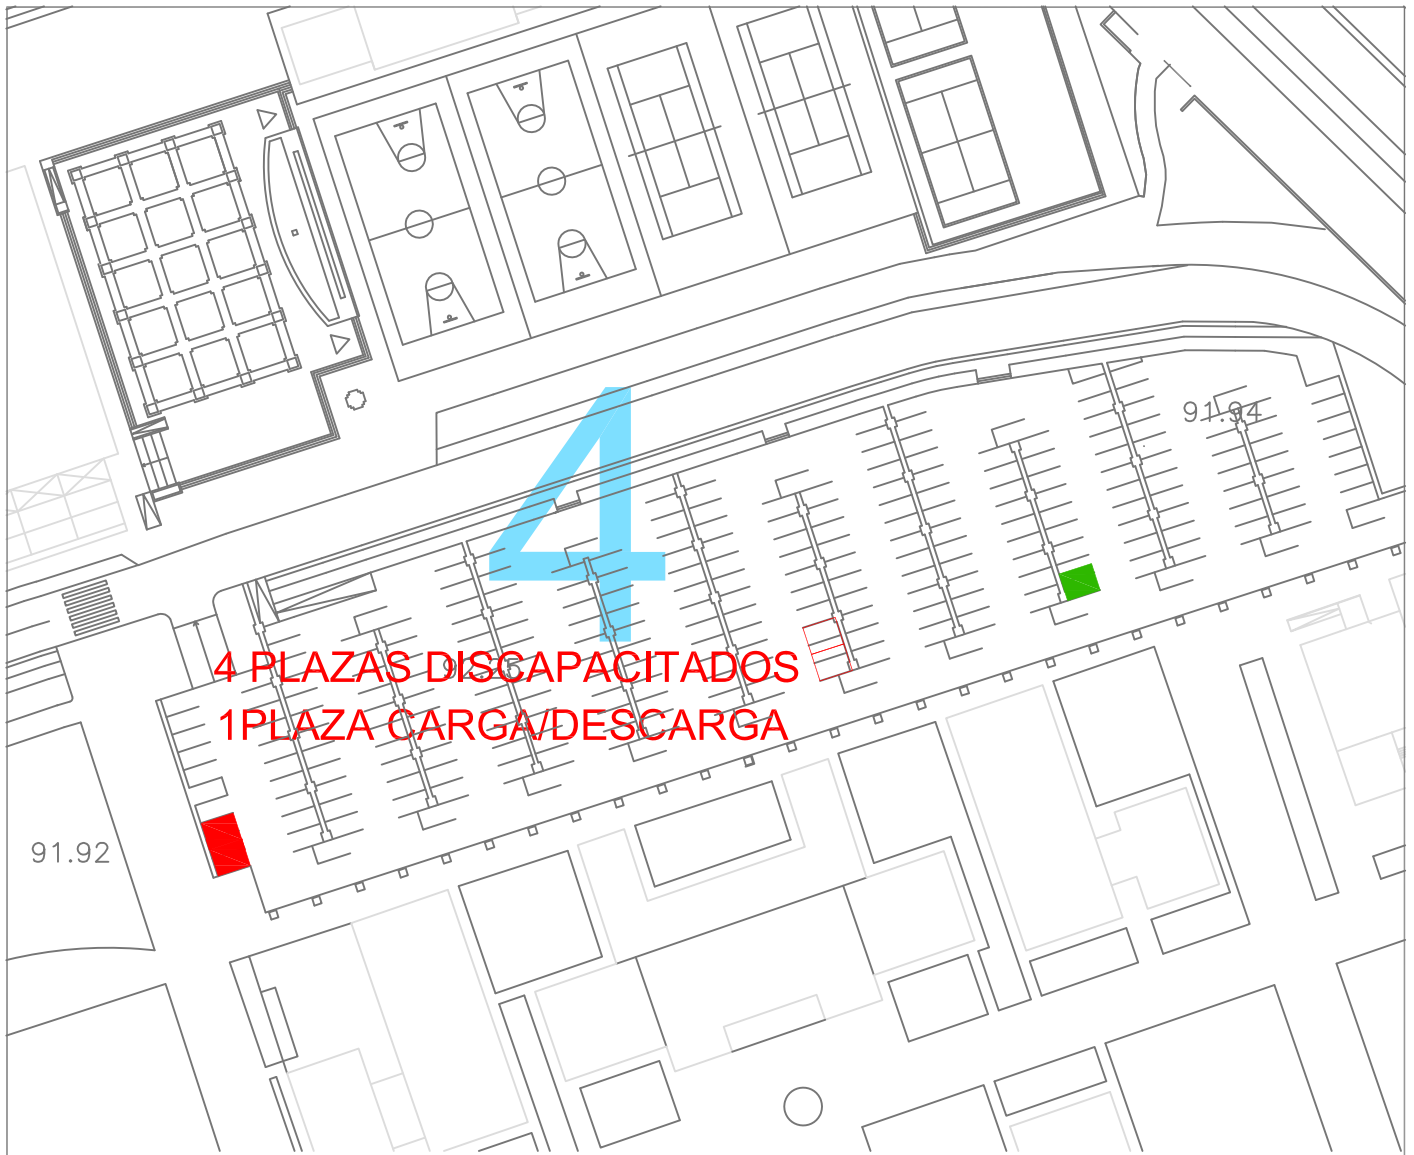 91.94
4
4 PLAZAS DISCAPACITADOS
1PLAZA CARGA/DESCARGA
91.92